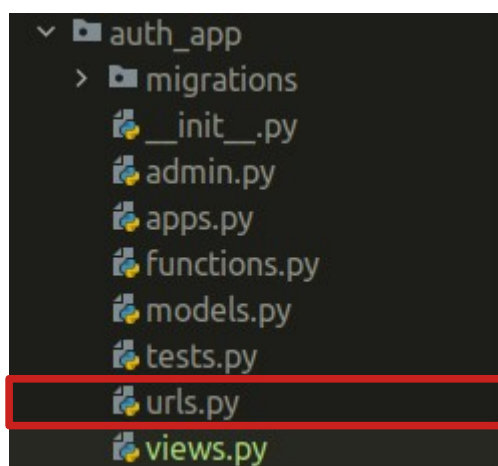 auth_app
migrations
__init__.py
admin.py
apps.py
functions.py
models.py
tests.py
urls.py
views.py